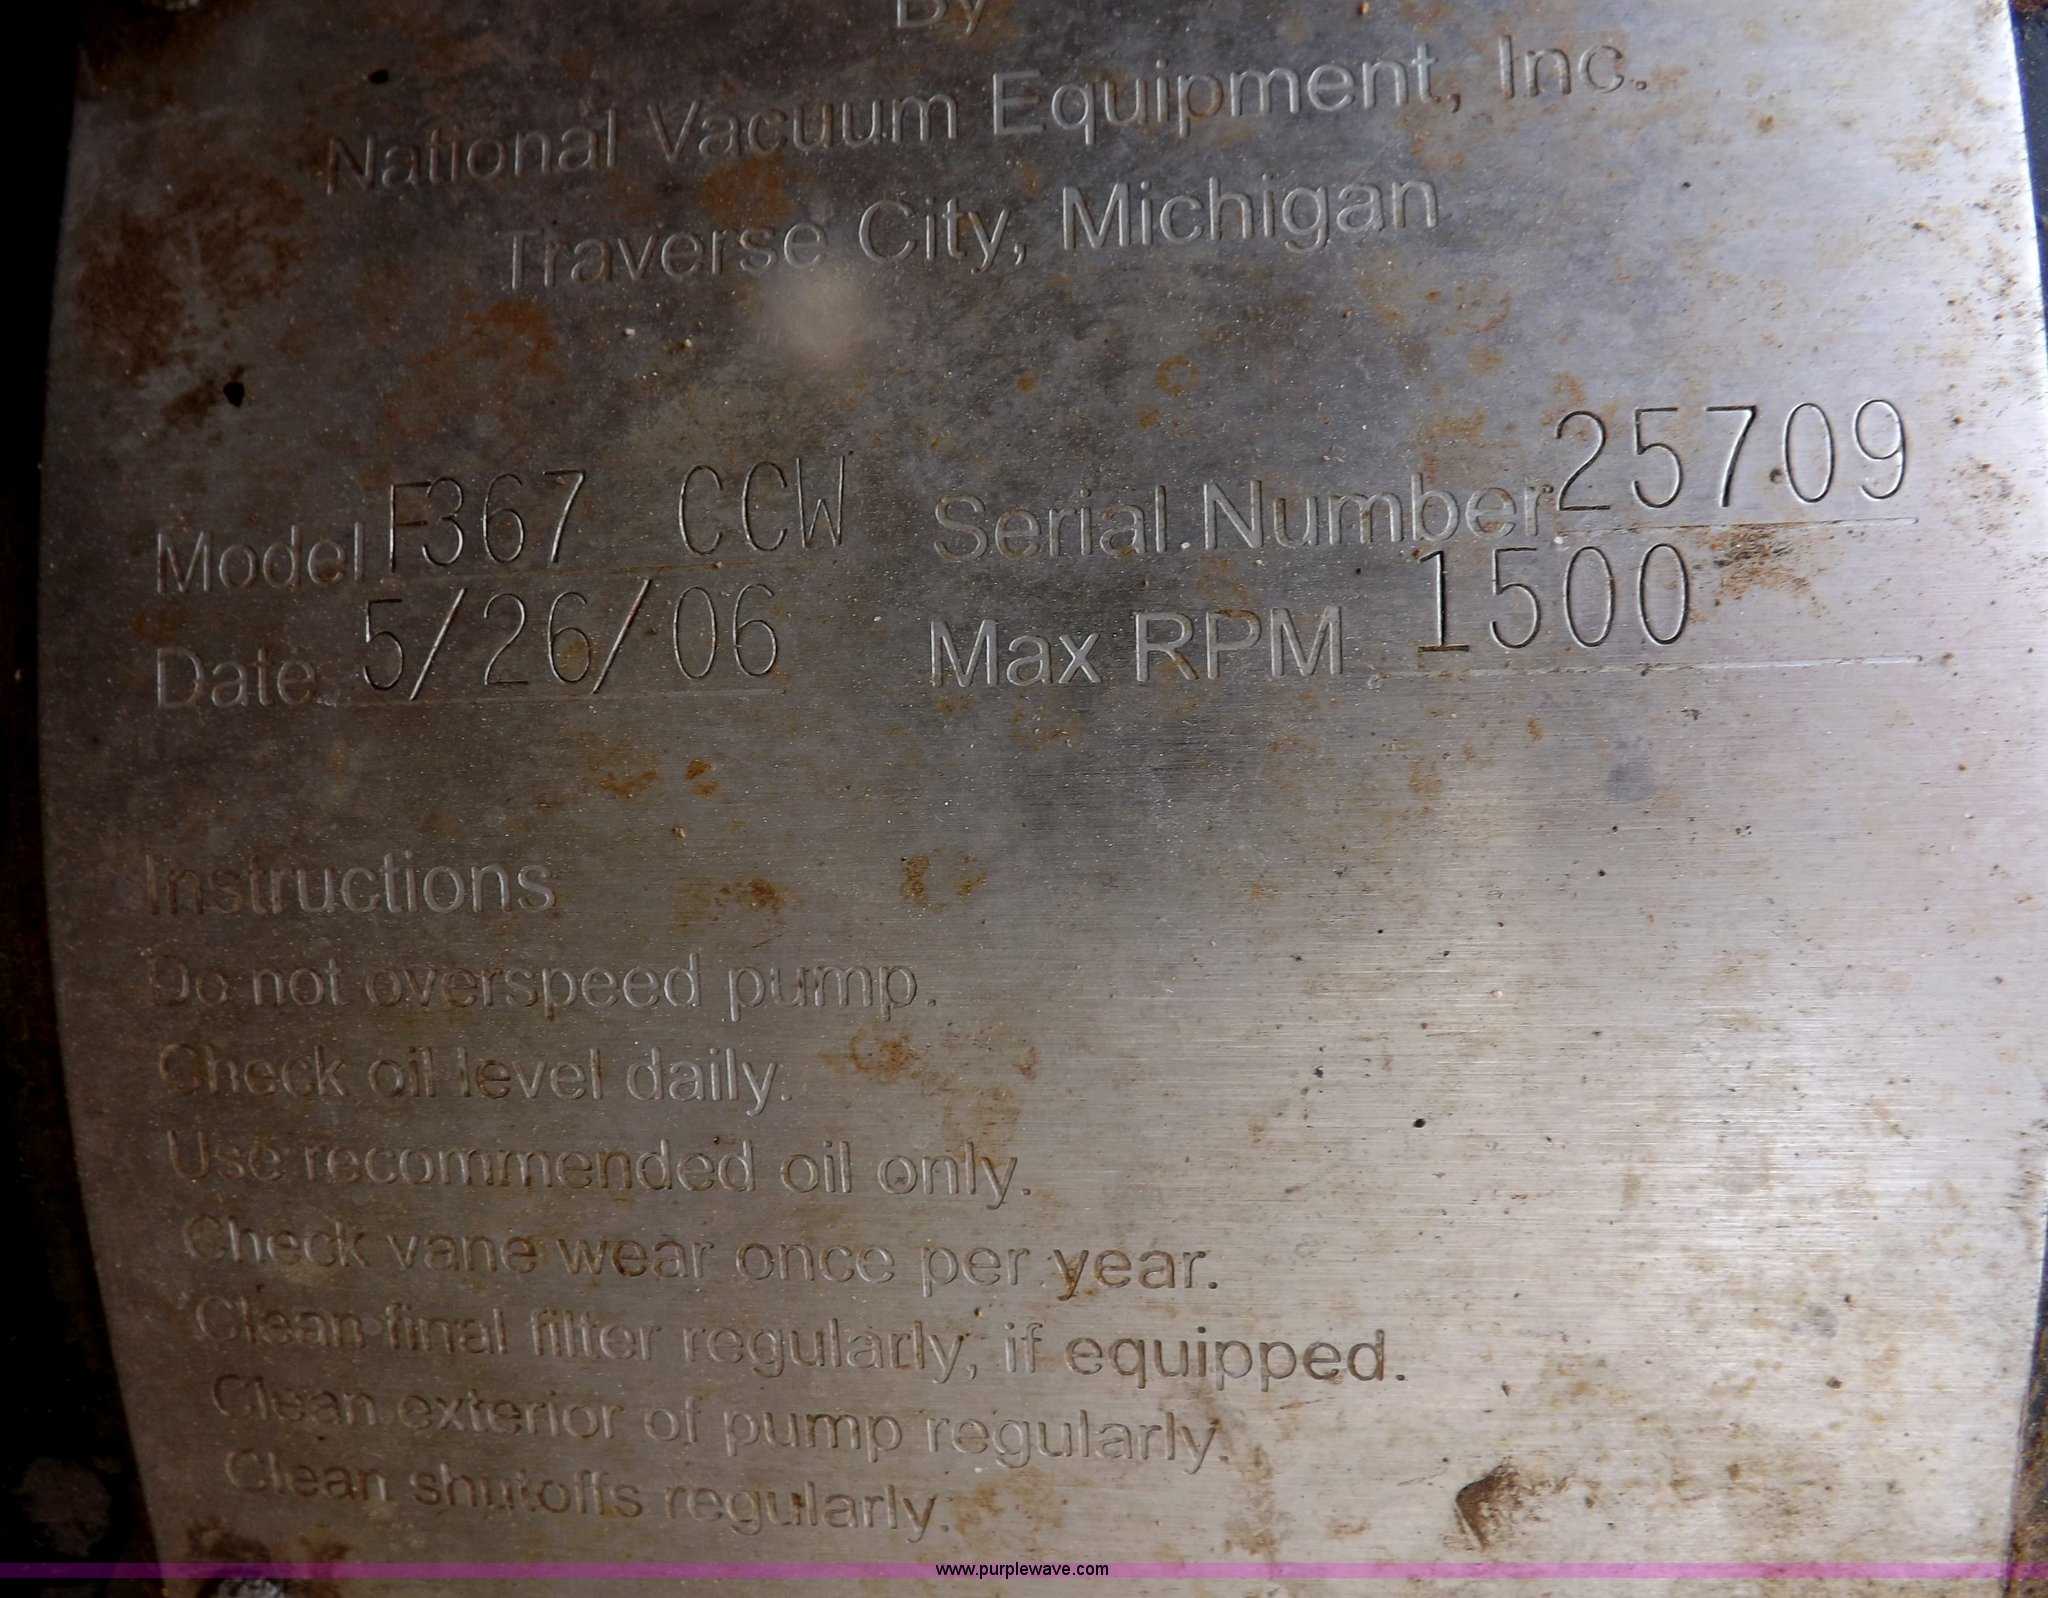 By
National Vacuum Equipment, Inc.
Traverse City, Michigan
Model F367 CCW Serial Number 25709
Date 5/26/06 Max RPM 1500
Instructions
Do not overspeed pump.
Check oil level daily.
Use recommended oil only.
Check vane wear once per year.
Clean final filter regularly, if equipped.
Clean exterior of pump regularly.
Clean shutoffs regularly.
www.purplewave.com